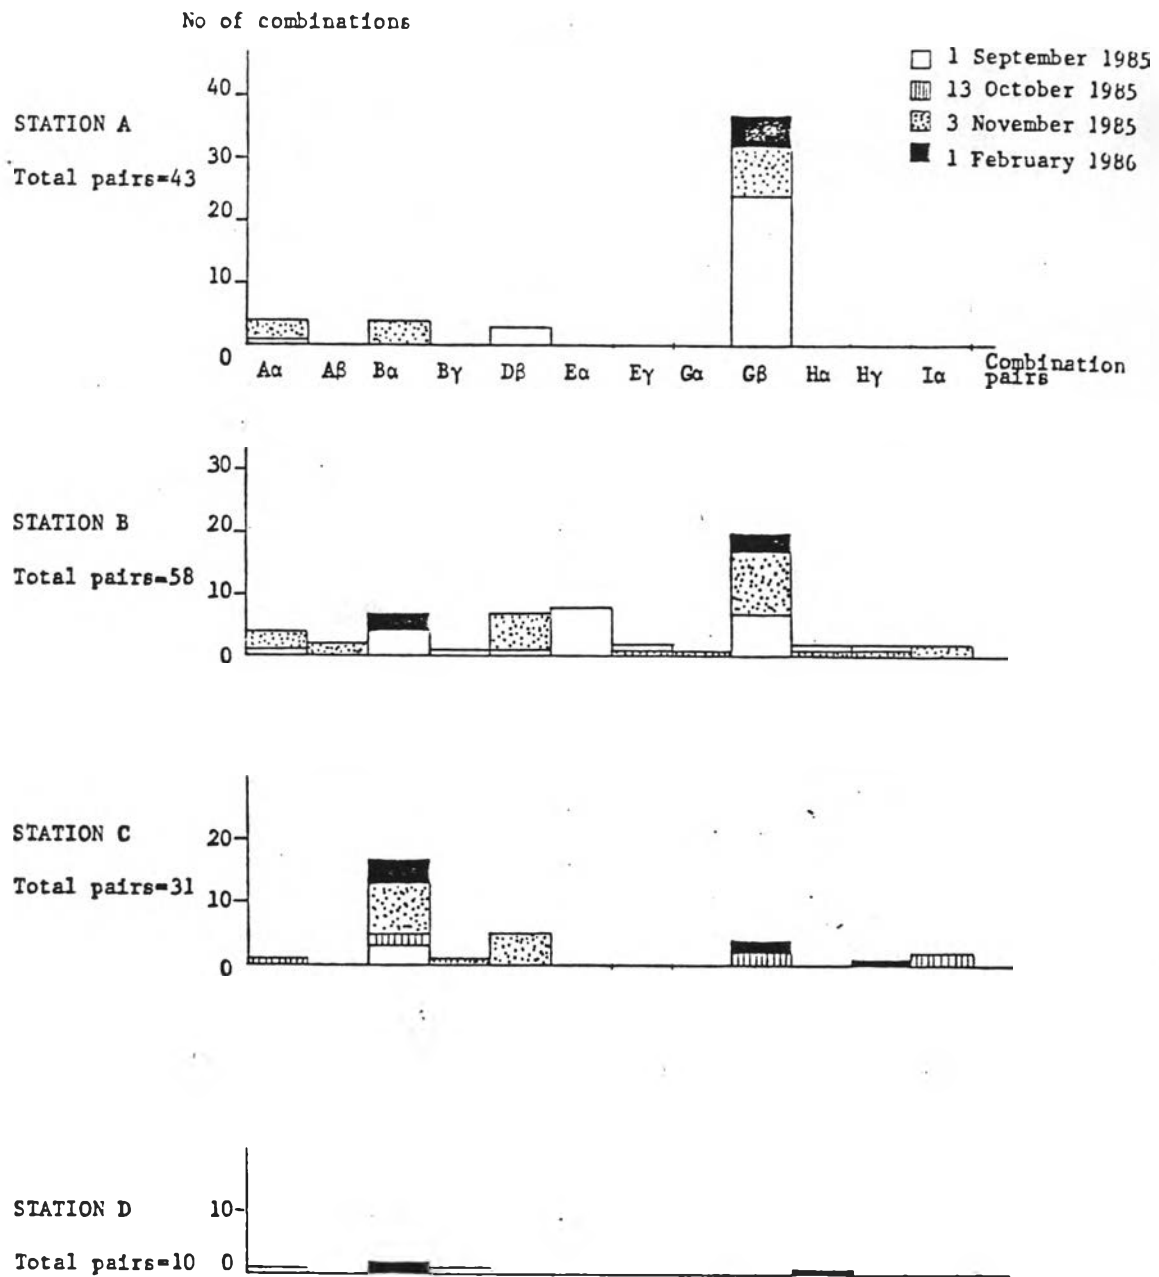 No of combinations
1 September 1985
13 October 1985
3 November 1985
1 February 1986
STATION A
Total pairs=43
40
30
20
10
0
Aα Aβ Bα Bγ Dβ Eα Eγ Gα Gβ Hα Hγ Iα Combination
pairs
STATION B
Total pairs=58
30
20
10
0
STATION C
Total pairs=31
20
10
0
STATION D
Total pairs=10
10
0